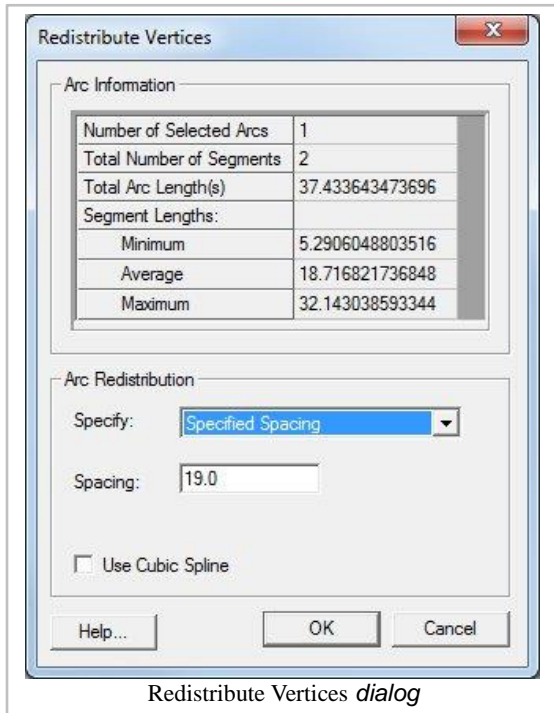 Redistribute Vertices
Arc Information
Number of Selected Arcs 1
Total Number of Segments 2
Total Arc Length(s) 37.433643473696
Segment Lengths:
Minimum 5.2906048803516
Average 18.716821736848
Maximum 32.143038593344
Arc Redistribution
Specify: Specified Spacing
Spacing: 19.0
Use Cubic Spline
Help... OK Cancel
Redistribute Vertices dialog